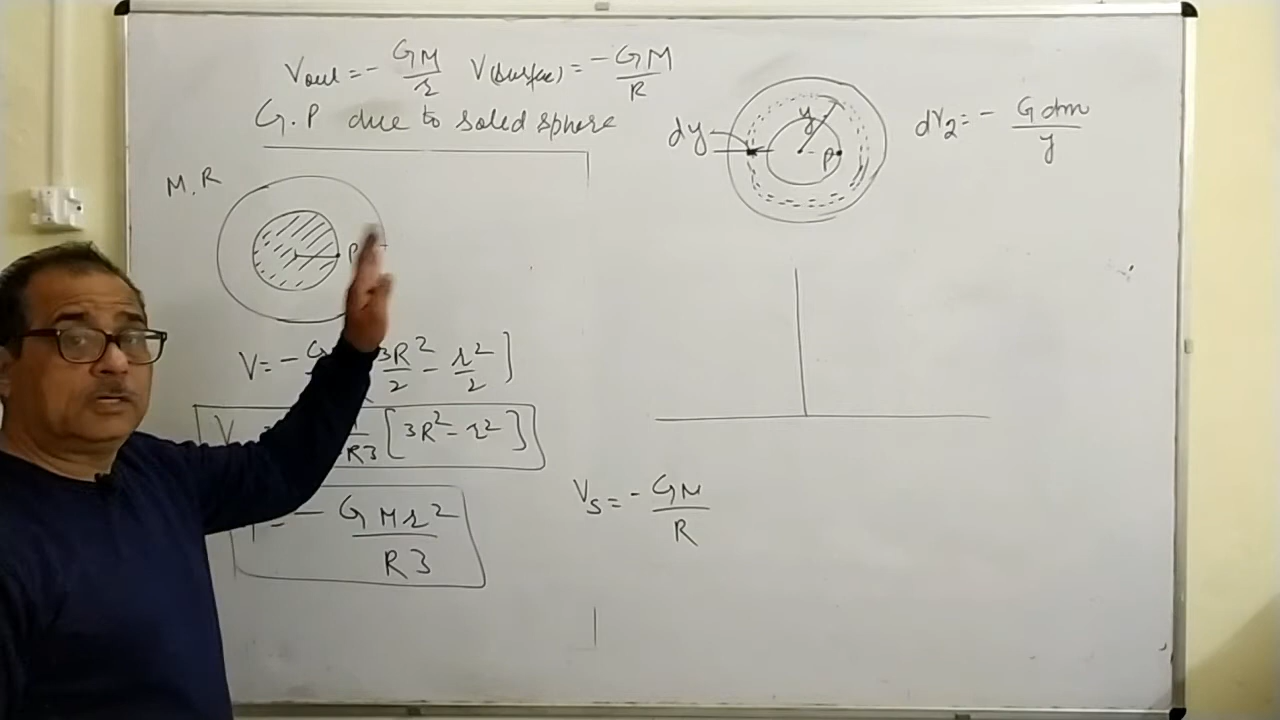 Vout = - GM/r V(surface) = - GM/R
G.P due to solid sphere
M, R
P
V = - G [3R²/2 - r²/2]
V R3 [3R² - r²]
= - GMr²/R3
dy y P
dV2 = - Gdm/y
Vs = - GM/R